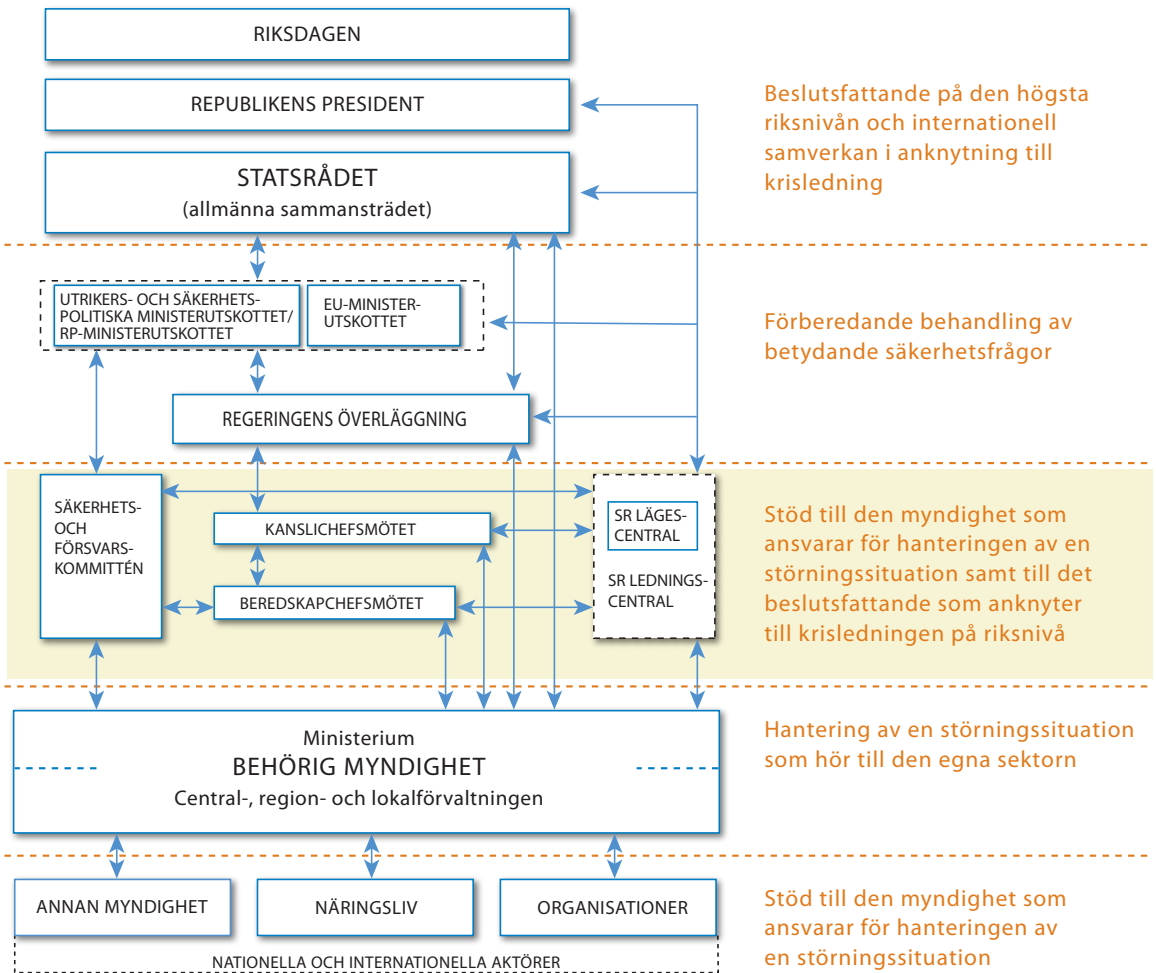 RIKSDAGEN
REPUBLIKENS PRESIDENT
STATSRÅDET
(allmänna sammansträdet)
Beslutsfattande på den högsta
riksnivån och internationell
samverkan i anknytning till
krisledning
UTRIKERS- OCH SÄKERHETS-
POLITISKA MINISTERUTSKOTTET/
RP-MINISTERUTSKOTTET
EU-MINISTER-
UTSKOTTET
REGERINGENS ÖVERLÄGGNING
Förberedande behandling av
betydande säkerhetsfrågor
SÄKERHETS-
OCH
FÖRSVARS-
KOMMITTÉN
KANSLICHEFSMÖTET
BEREDSKAPCHEFSMÖTET
SR LÄGES-
CENTRAL
SR LEDNINGS-
CENTRAL
Stöd till den myndighet som
ansvarar för hanteringen av en
störningssituation samt till det
beslutsfattande som anknyter
till krisledningen på riksnivå
Ministerium
BEHÖRIG MYNDIGHET
Central-, region- och lokalförvaltningen
Hantering av en störningssituation
som hör till den egna sektorn
ANNAN MYNDIGHET
NÄRINGSLIV
ORGANISATIONER
NATIONELLA OCH INTERNATIONELLA AKTÖRER
Stöd till den myndighet som
ansvarar för hanteringen av
en störningssituation